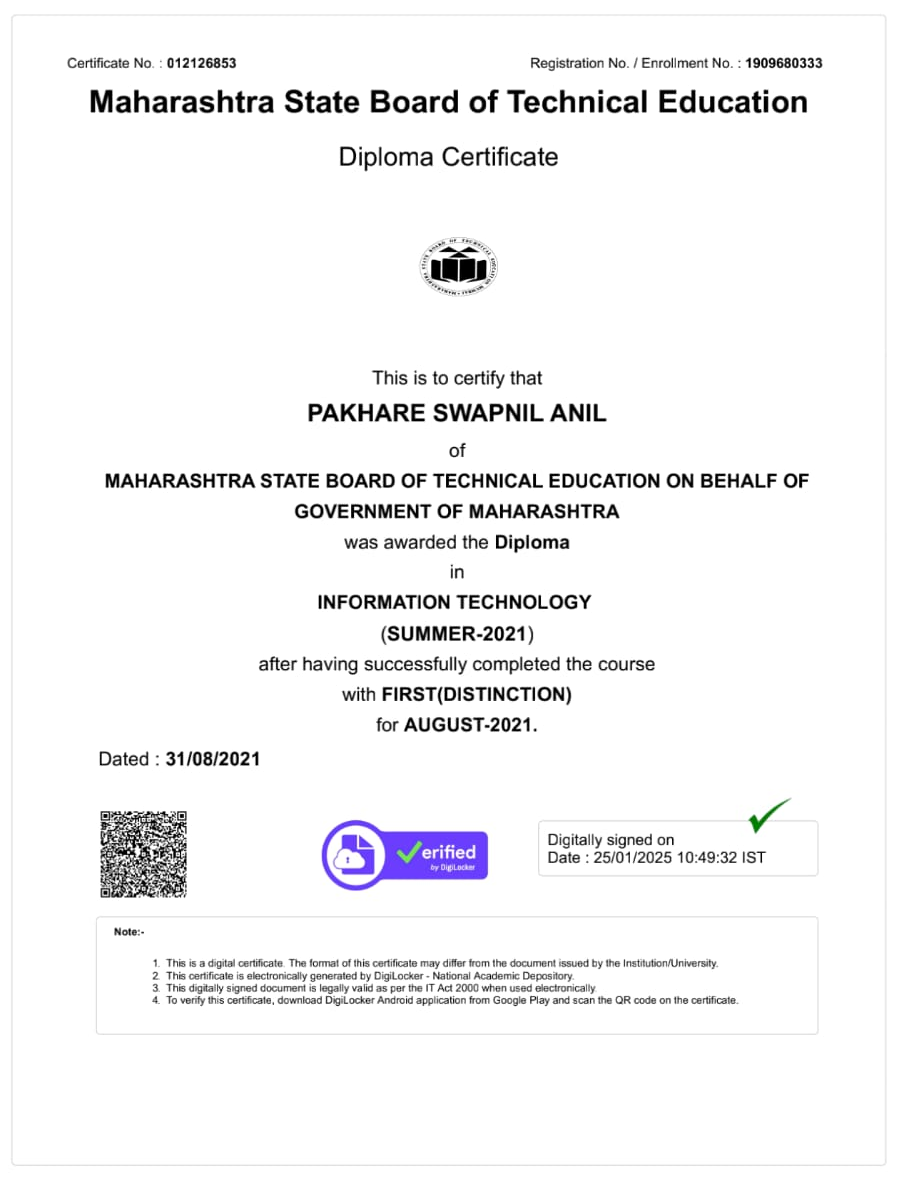 Certificate No. : 012126853
Registration No. / Enrollment No. : 1909680333
Maharashtra State Board of Technical Education
Diploma Certificate
This is to certify that
PAKHARE SWAPNIL ANIL
of
MAHARASHTRA STATE BOARD OF TECHNICAL EDUCATION ON BEHALF OF
GOVERNMENT OF MAHARASHTRA
was awarded the Diploma
in
INFORMATION TECHNOLOGY
(SUMMER-2021)
after having successfully completed the course
with FIRST(DISTINCTION)
for AUGUST-2021.
Dated : 31/08/2021
erified
by DigiLocker
Digitally signed on
Date : 25/01/2025 10:49:32 IST
Note:-
1. This is a digital certificate. The format of this certificate may differ from the document issued by the Institution/University.
2. This certificate is electronically generated by DigiLocker - National Academic Depository.
3. This digitally signed document is legally valid as per the IT Act 2000 when used electronically.
4. To verify this certificate, download DigiLocker Android application from Google Play and scan the QR code on the certificate.